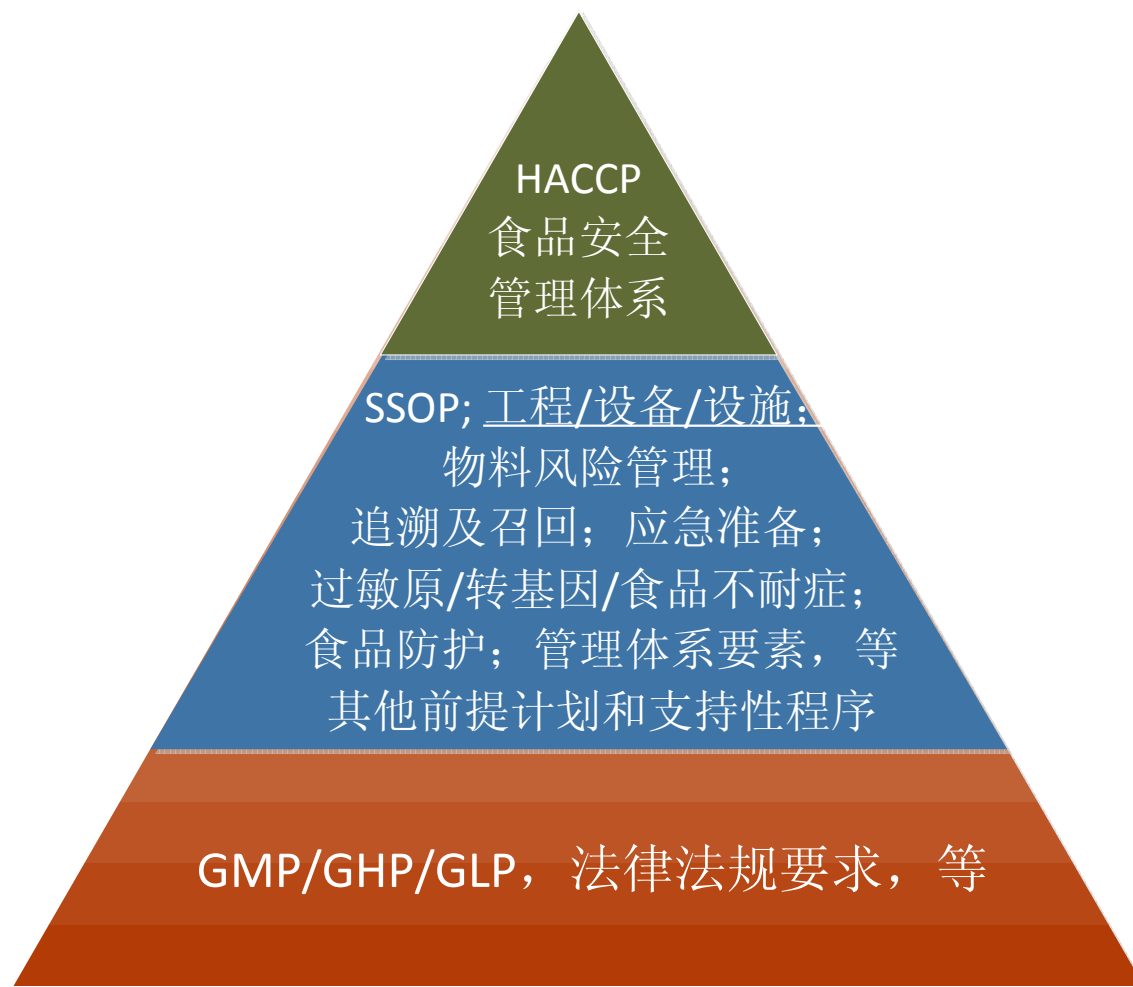 HACCP
食品安全
管理体系
SSOP; 工程/设备/设施；
物料风险管理；
追溯及召回；应急准备；
过敏原/转基因/食品不耐症；
食品防护；管理体系要素，等
其他前提计划和支持性程序
GMP/GHP/GLP，法律法规要求，等